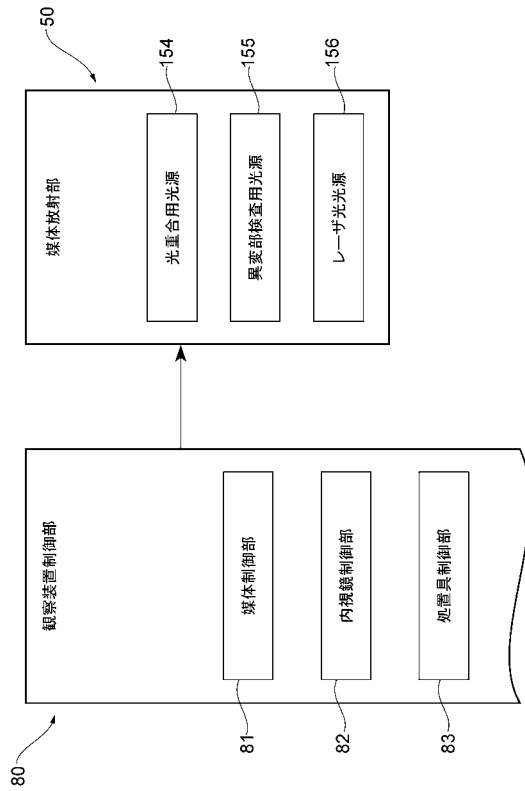 80
観察装置制御部
81
媒体制御部
82
内視鏡制御部
83
処置具制御部
50
媒体放射部
154
光重合用光源
155
異変部検査用光源
156
レーザ光光源